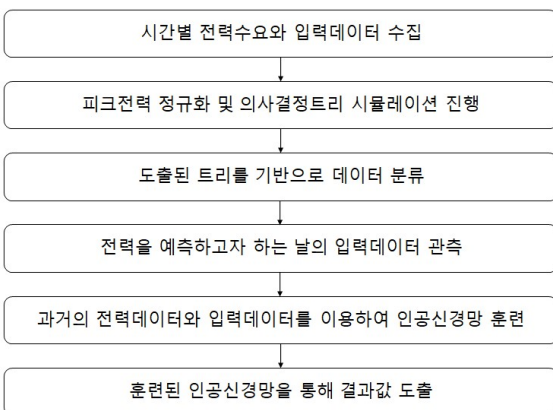 시간별 전력수요와 입력데이터 수집
피크전력 정규화 및 의사결정트리 시뮬레이션 진행
도출된 트리를 기반으로 데이터 분류
전력을 예측하고자 하는 날의 입력데이터 관측
과거의 전력데이터와 입력데이터를 이용하여 인공신경망 훈련
훈련된 인공신경망을 통해 결과값 도출